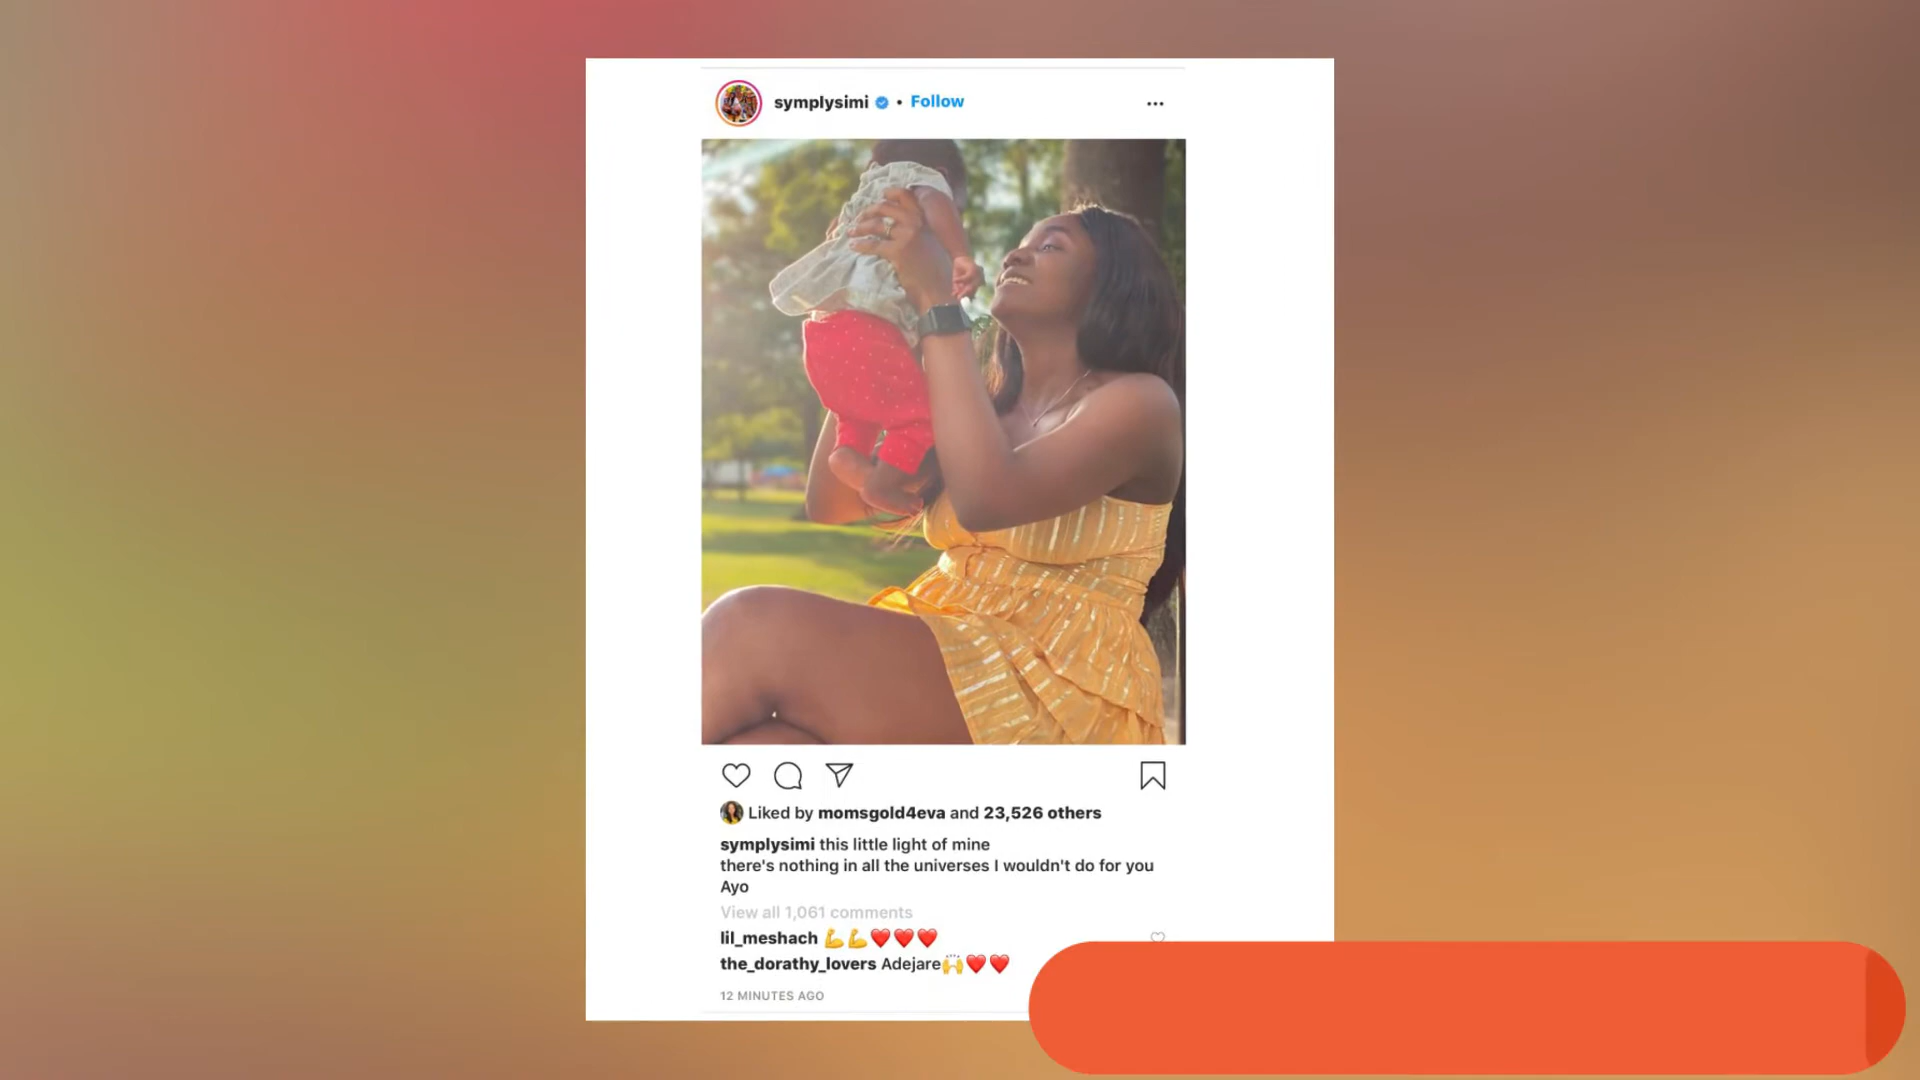 symplysimi • Follow
Liked by momsgold4eva and 23,526 others
symplysimi this little light of mine
there's nothing in all the universes I wouldn't do for you
Ayo
View all 1,061 comments
lil_meshach 💪💪❤️❤️❤️
the_dorathy_lovers Adejare🙌❤️❤️
12 MINUTES AGO